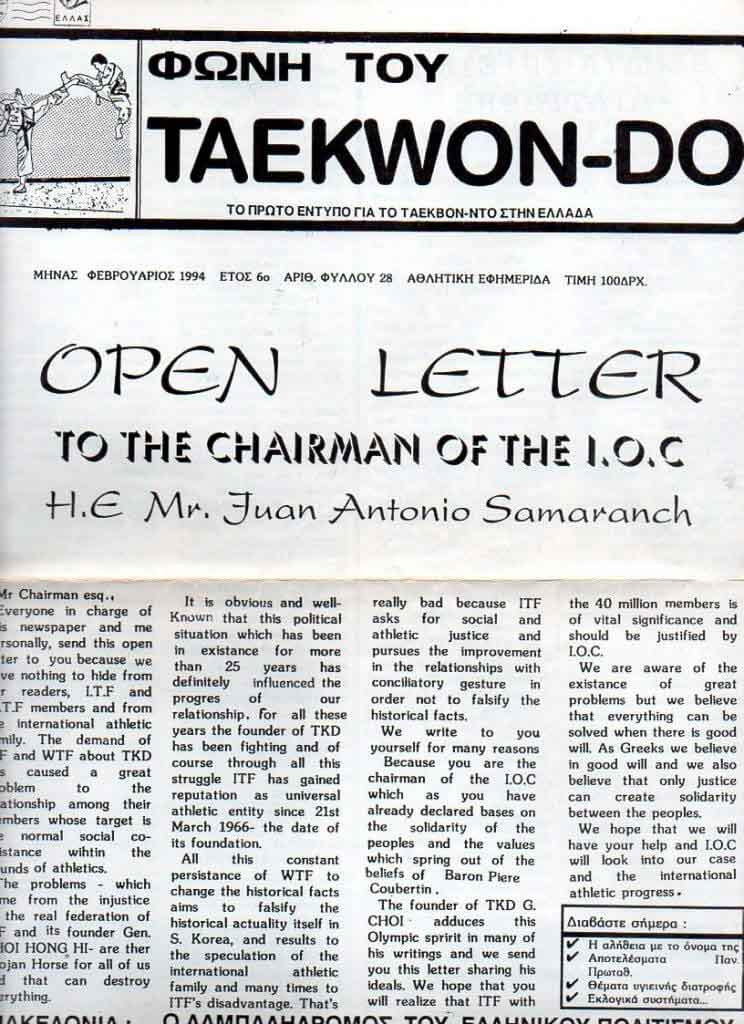 ΕΛΛΑΣ
ΦΩΝΗ ΤΟΥ
TAEKWON-DO
ΤΟ ΠΡΩΤΟ ΕΝΤΥΠΟ ΓΙΑ ΤΟ ΤΑΕΚΒΟΝ-ΝΤΟ ΣΤΗΝ ΕΛΛΑΔΑ
ΜΗΝΑΣ ΦΕΒΡΟΥΑΡΙΟΣ 1994 ΕΤΟΣ 6ο ΑΡΙΘ. ΦΥΛΛΟΥ 28 ΑΘΛΗΤΙΚΗ ΕΦΗΜΕΡΙΔΑ ΤΙΜΗ 100ΔΡΧ.
OPEN LETTER
TO THE CHAIRMAN OF THE I.O.C
H.E Mr. Juan Antonio Samaranch
Mr Chairman esq.,
Everyone in charge of
newspaper and me
send this open
to you because we
nothing to hide from
readers, I.T.F and
members and from
international athletic
The demand of
and WTF about TKD
caused a great
to the
among their
whose target is
normal social co-
wihtin the
of athletics.
The problems - which
from the injustice
the real federation of
and its founder Gen.
HONG HI- are ther
Horse for all of us
that can destroy
It is obvious and well-
Known that this political
situation which has been
in existance for more
than 25 years has
definitely influenced the
progres of our
relationship. For all these
years the founder of TKD
has been fighting and of
course through all this
struggle ITF has gained
reputation as universal
athletic entity since 21st
March 1966- the date of
its foundation.
All this constant
persistance of WTF to
change the historical facts
aims to falsify the
historical actuality itself in
S. Korea, and results to
the speculation of the
international athletic
family and many times to
ITF's disadvantage. That's
really bad because ITF
asks for social and
athletic justice and
pursues the improvement
in the relationships with
conciliatory gesture in
order not to falsify the
historical facts.
We write to you
yourself for many reasons
Because you are the
chairman of the I.O.C
which as you have
already declared bases on
the solidarity of the
peoples and the values
which spring out of the
beliefs of Baron Piere
Coubertin .
The founder of TKD G.
CHOI - adduces this
Olympic spririt in many of
his writings and we send
you this letter sharing his
ideals. We hope that you
will realize that ITF with
the 40 million members is
of vital significance and
should be justified by
I.O.C.
We are aware of the
existance of great
problems but we believe
that everything can be
solved when there is good
will. As Greeks we believe
in good will and we also
believe that only justice
can create solidarity
between the peoples.
We hope that we will
have your help and I.O.C
will look into our case
and the international
athletic progress.
Διαβάστε σήμερα :
✔ Η αλήθεια με το όνομα της
✔ Αποτελέσματα Παν.
Πρωταθ.
✔ Θέματα υγιεινής διατροφής
✔ Εκλογικά συστήματα...
ΜΑΚΕΔΟΝΙΑ: Ο ΛΑΜΠΑΔΗΔΡΟΜΟΣ ΤΟΥ ΕΛΛΗΝΙΚΟΥ ΠΟΛΙΤΙΣΜΟΥ